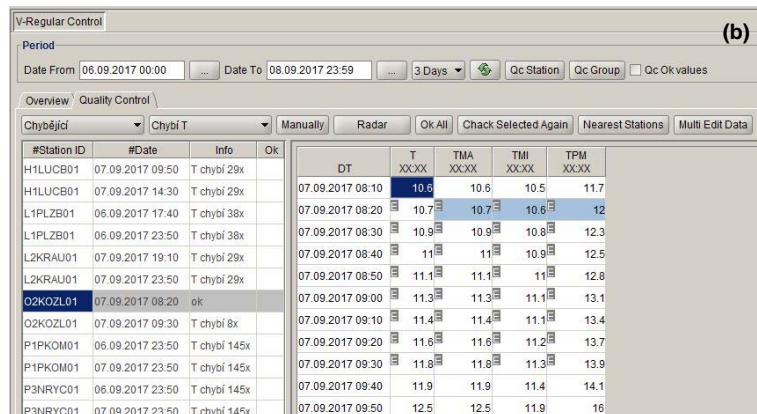 V-Regular Control
(b)
Period
Date From 06.09.2017 00:00 ... Date To 08.09.2017 23:59 ... 3 Days Qc Station Qc Group Qc Ok values
Overview Quality Control
Chybějící Chybí T Manually Radar Ok All Chack Selected Again Nearest Stations Multi Edit Data
#Station ID #Date Info Ok
H1LUCB01 07.09.2017 09:50 T chybí 29x
H1LUCB01 07.09.2017 14:30 T chybí 29x
L1PLZB01 06.09.2017 17:40 T chybí 38x
L1PLZB01 06.09.2017 23:50 T chybí 38x
L2KRAU01 07.09.2017 19:10 T chybí 29x
L2KRAU01 07.09.2017 23:50 T chybí 29x
O2KOZL01 07.09.2017 08:20 ok
O2KOZL01 07.09.2017 09:30 T chybí 8x
P1PKOM01 06.09.2017 23:50 T chybí 145x
P1PKOM01 07.09.2017 23:50 T chybí 145x
P3NRYC01 06.09.2017 23:50 T chybí 145x
P3NRYC01 07.09.2017 23:50 T chybí 145x
T TMA TMI TPM
DT XX:XX XX:XX XX:XX XX:XX
07.09.2017 08:10 10.6 10.6 10.5 11.7
07.09.2017 08:20 E 10.7 E 10.7 E 10.6 E 12
07.09.2017 08:30 E 10.9 E 10.9 E 10.8 E 12.3
07.09.2017 08:40 E 11 E 11 E 10.9 E 12.5
07.09.2017 08:50 E 11.1 E 11.1 E 11 E 12.8
07.09.2017 09:00 E 11.3 E 11.3 E 11.1 E 13.1
07.09.2017 09:10 E 11.4 E 11.4 E 11.1 E 13.4
07.09.2017 09:20 E 11.6 E 11.6 E 11.2 E 13.7
07.09.2017 09:30 E 11.8 E 11.8 E 11.3 E 13.9
07.09.2017 09:40 11.9 11.9 11.4 14.1
07.09.2017 09:50 12.5 12.5 11.9 16